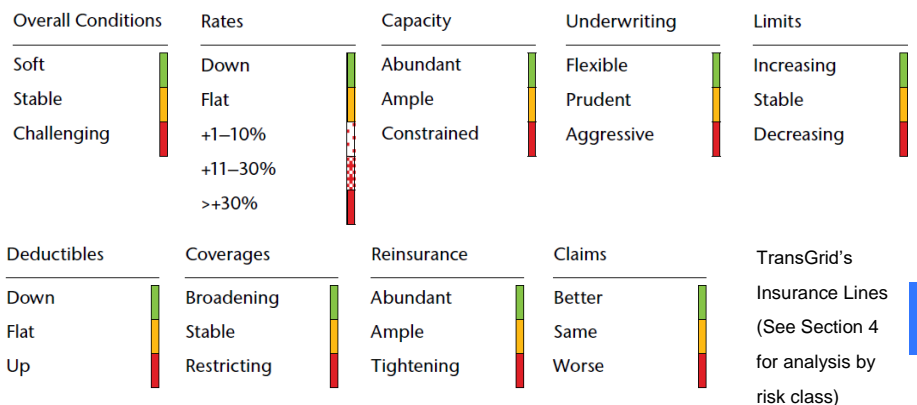 Overall Conditions
Soft
Stable
Challenging
Rates
Down
Flat
+1–10%
+11–30%
>+30%
Capacity
Abundant
Ample
Constrained
Underwriting
Flexible
Prudent
Aggressive
Limits
Increasing
Stable
Decreasing
Deductibles
Down
Flat
Up
Coverages
Broadening
Stable
Restricting
Reinsurance
Abundant
Ample
Tightening
Claims
Better
Same
Worse
TransGrid's
Insurance Lines
(See Section 4
for analysis by
risk class)